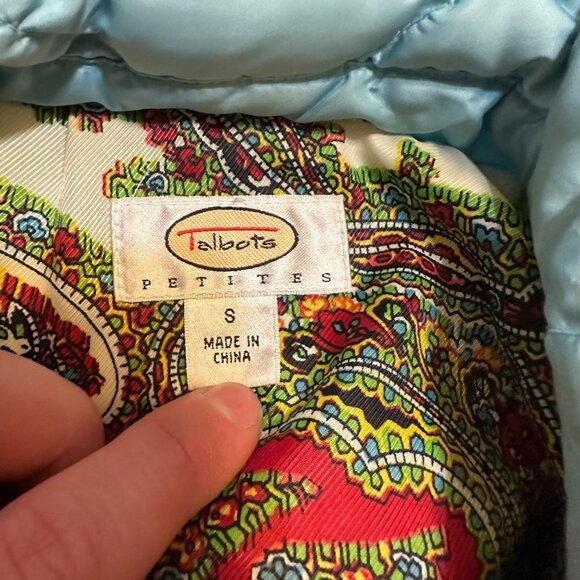 Talbots
PETITES
S
MADE IN
CHINA